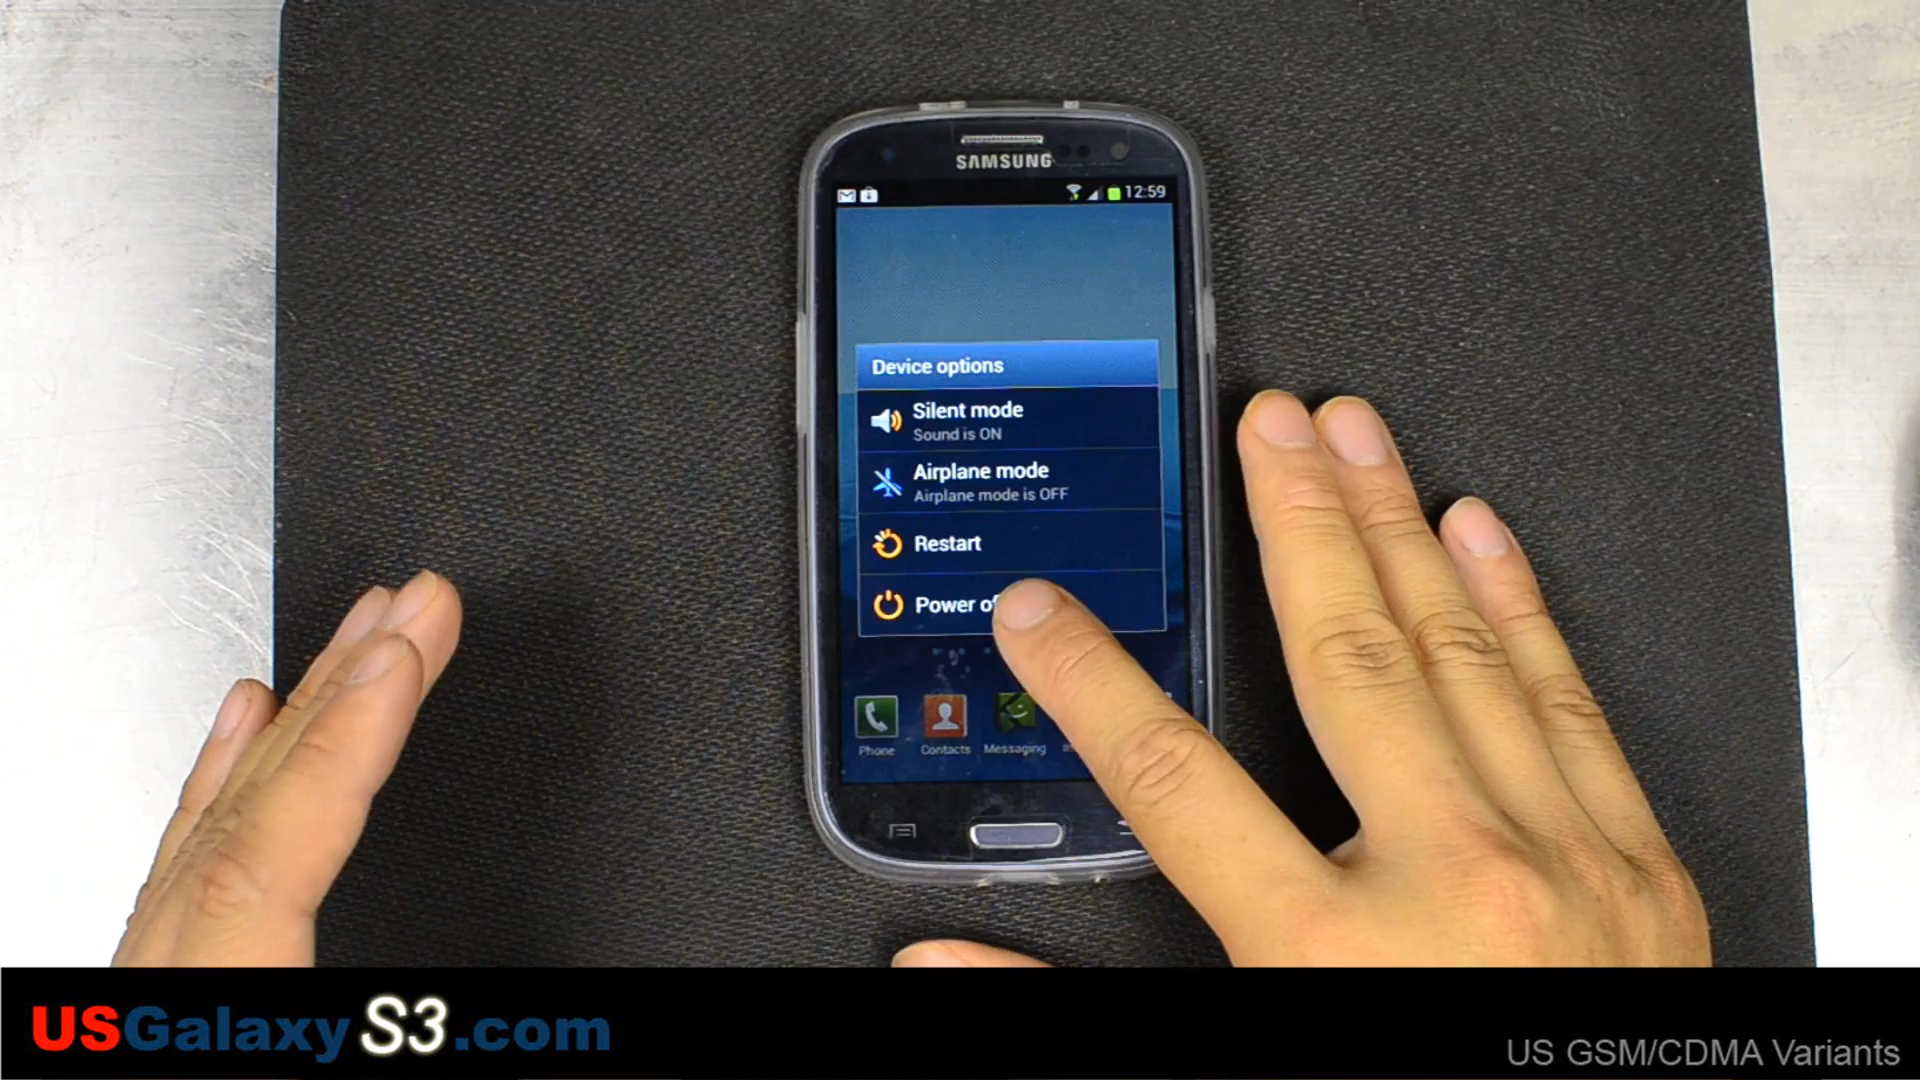 SAMSUNG
12:59
Device options
Silent mode
Sound is ON
Airplane mode
Airplane mode is OFF
Restart
Power of
Phone Contacts Messaging
USGalaxyS3.com
US GSM/CDMA Variants